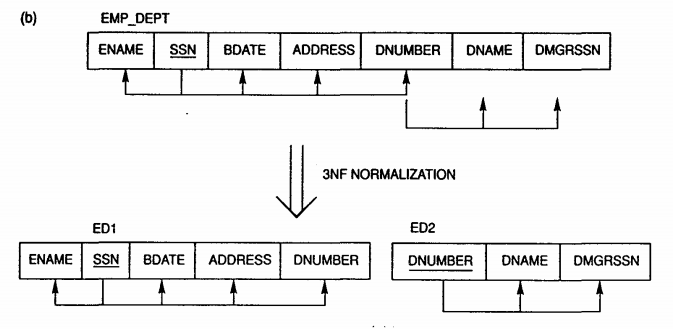 (b) EMP_DEPT
ENAME SSN BDATE ADDRESS DNUMBER DNAME DMGRSSN
3NF NORMALIZATION
ED1 ED2
ENAME SSN BDATE ADDRESS DNUMBER DNUMBER DNAME DMGRSSN